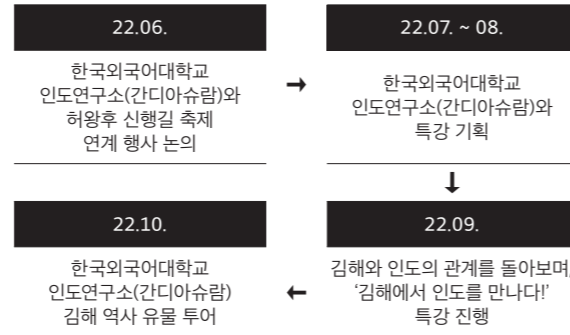 22.06.
한국외국어대학교
인도연구소(간디아슈람)와
허왕후 신행길 축제
연계 행사 논의
22.07. ~ 08.
한국외국어대학교
인도연구소(간디아슈람)와
특강 기획
22.09.
김해와 인도의 관계를 돌아보며,
‘김해에서 인도를 만나다!’
특강 진행
22.10.
한국외국어대학교
인도연구소(간디아슈람)
김해 역사 유물 투어